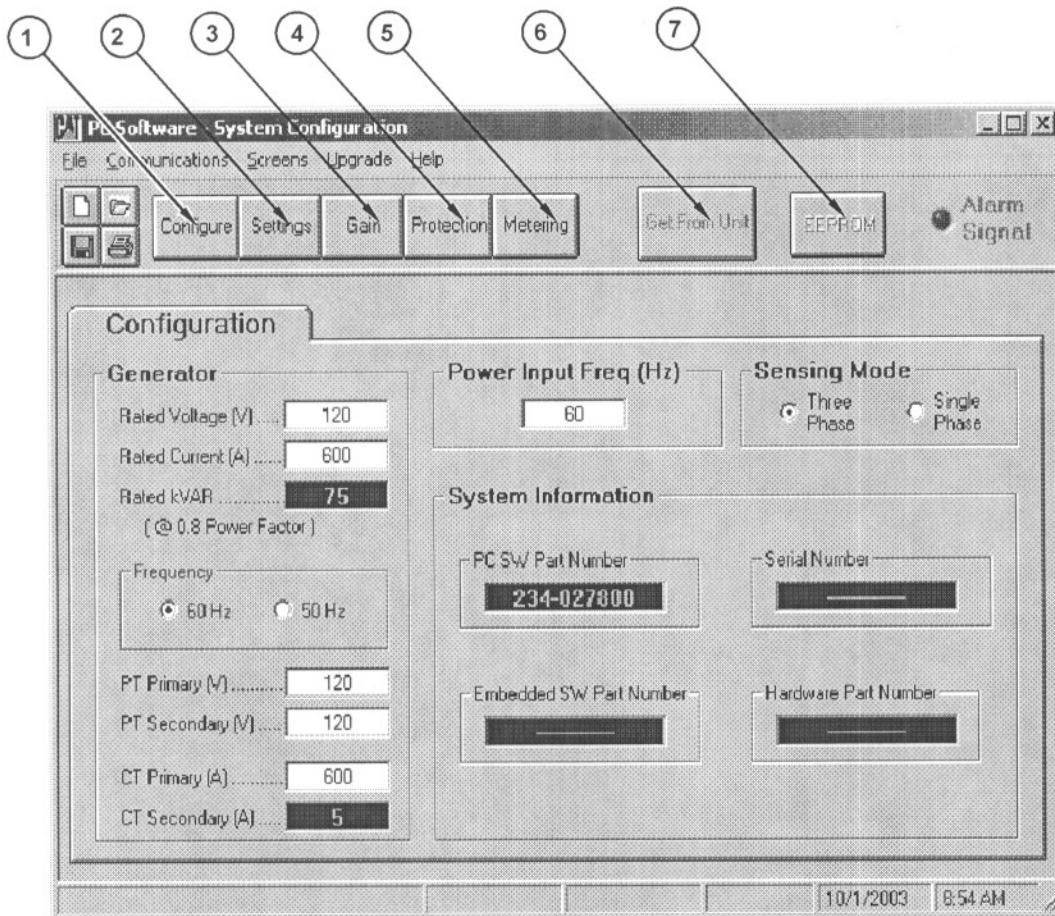 1 2 3 4 5 6 7
CAT PC Software - System Configuration
File Communications Screens Upgrade Help
Configure Settings Gain Protection Metering Get From Unit EEPROM Alarm Signal
Configuration
Generator
Rated Voltage (V) ..... 120
Rated Current (A) ..... 600
Rated kVAR ............ 75
( @ 0.8 Power Factor )
Frequency
60 Hz 50 Hz
PT Primary (V) ......... 120
PT Secondary (V) ..... 120
CT Primary (A) .......... 600
CT Secondary (A) ..... 5
Power Input Freq (Hz)
60
Sensing Mode
Three Phase Single Phase
System Information
PC SW Part Number
234-027800
Serial Number
Embedded SW Part Number
Hardware Part Number
10/1/2003 8:54 AM